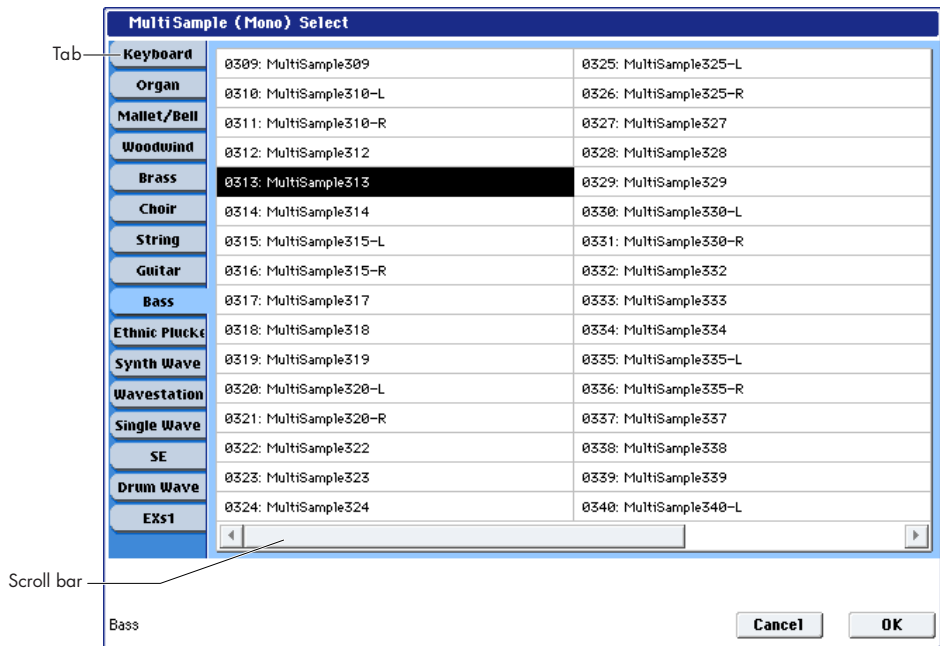 MultiSample (Mono) Select
Tab
Keyboard
Organ
Mallet/Bell
Woodwind
Brass
Choir
String
Guitar
Bass
Ethnic Plucke
Synth Wave
Wavestation
Single Wave
SE
Drum Wave
EXs1
0309: MultiSample309
0310: MultiSample310-L
0311: MultiSample310-R
0312: MultiSample312
0313: MultiSample313
0314: MultiSample314
0315: MultiSample315-L
0316: MultiSample315-R
0317: MultiSample317
0318: MultiSample318
0319: MultiSample319
0320: MultiSample320-L
0321: MultiSample320-R
0322: MultiSample322
0323: MultiSample323
0324: MultiSample324
0325: MultiSample325-L
0326: MultiSample325-R
0327: MultiSample327
0328: MultiSample328
0329: MultiSample329
0330: MultiSample330-L
0331: MultiSample330-R
0332: MultiSample332
0333: MultiSample333
0334: MultiSample334
0335: MultiSample335-L
0336: MultiSample335-R
0337: MultiSample337
0338: MultiSample338
0339: MultiSample339
0340: MultiSample340-L
Scroll bar
Bass
Cancel
OK